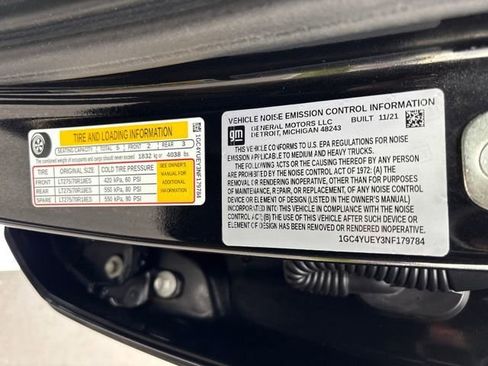 TIRE AND LOADING INFORMATION
SEATING CAPACITY TOTAL 5 FRONT 2 REAR 3
The combined weight of occupants and cargo should never exceed 1832 kg or 4038 lbs
TIRE ORIGINAL SIZE COLD TIRE PRESSURE
FRONT LT275/70R18E/S 420 kPa, 60 PSI
REAR LT275/70R18E/S 550 kPa, 80 PSI
SPARE LT275/70R18E/S 550 kPa, 80 PSI
SEE OWNER'S
MANUAL FOR
ADDITIONAL
INFORMATION
1GC4YUEY3NF179784
VEHICLE NOISE EMISSION CONTROL INFORMATION
gm
GENERAL MOTORS LLC BUILT 11/21
DETROIT, MICHIGAN 48243
THIS VEHICLE CONFORMS TO U.S. EPA REGULATIONS FOR NOISE
EMISSION APPLICABLE TO MEDIUM AND HEAVY TRUCKS.
THE FOLLOWING ACTS OR THE CAUSING THEREOF BY ANY PERSON
ARE PROHIBITED BY THE NOISE CONTROL ACT OF 1972: (A) THE
REMOVAL OR RENDERING INOPERATIVE, OTHER THAN FOR PURPOSES
OF MAINTENANCE, REPAIR, OR REPLACEMENT, OF ANY NOISE CONTROL
DEVICE OR ELEMENT OF DESIGN (LISTED IN THE OWNER'S MANUAL)
INCORPORATED INTO THIS VEHICLE IN COMPLIANCE WITH THE NOISE
CONTROL ACT; (B) THE USE OF THIS VEHICLE AFTER SUCH DEVICE OR
ELEMENT OF DESIGN HAS BEEN REMOVED OR RENDERED INOPERATIVE.
1GC4YUEY3NF179784